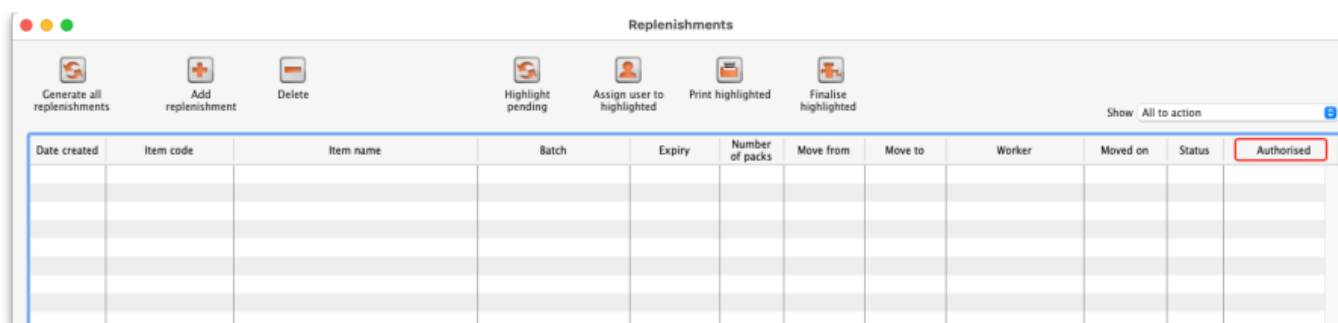 Replenishments
Generate all
replenishments
Add
replenishment
Delete
Highlight
pending
Assign user to
highlighted
Print highlighted
Finalise
highlighted
Show All to action
Date created Item code Item name Batch Expiry Number of packs Move from Move to Worker Moved on Status Authorised